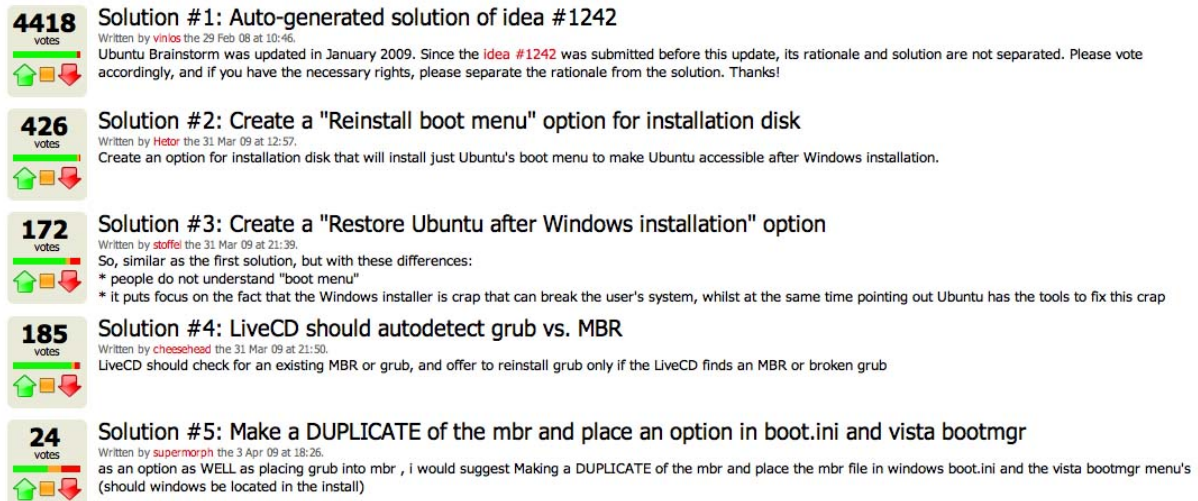 4418
votes
Solution #1: Auto-generated solution of idea #1242
Written by vinlos the 29 Feb 08 at 10:46.
Ubuntu Brainstorm was updated in January 2009. Since the idea #1242 was submitted before this update, its rationale and solution are not separated. Please vote
accordingly, and if you have the necessary rights, please separate the rationale from the solution. Thanks!
426
votes
Solution #2: Create a "Reinstall boot menu" option for installation disk
Written by Hetor the 31 Mar 09 at 12:57.
Create an option for installation disk that will install just Ubuntu's boot menu to make Ubuntu accessible after Windows installation.
172
votes
Solution #3: Create a "Restore Ubuntu after Windows installation" option
Written by stoffel the 31 Mar 09 at 21:39.
So, similar as the first solution, but with these differences:
* people do not understand "boot menu"
* it puts focus on the fact that the Windows installer is crap that can break the user's system, whilst at the same time pointing out Ubuntu has the tools to fix this crap
185
votes
Solution #4: LiveCD should autodetect grub vs. MBR
Written by cheesehead the 31 Mar 09 at 21:50.
LiveCD should check for an existing MBR or grub, and offer to reinstall grub only if the LiveCD finds an MBR or broken grub
24
votes
Solution #5: Make a DUPLICATE of the mbr and place an option in boot.ini and vista bootmgr
Written by supermorph the 3 Apr 09 at 18:26.
as an option as WELL as placing grub into mbr , i would suggest Making a DUPLICATE of the mbr and place the mbr file in windows boot.ini and the vista bootmgr menu's
(should windows be located in the install)